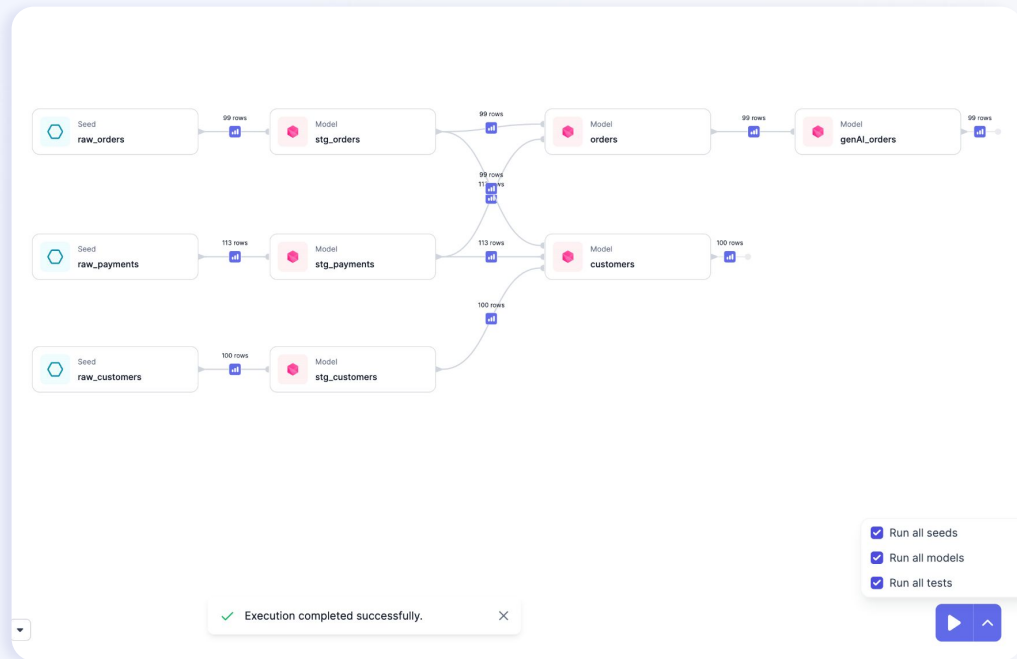 99 rows
99 rows
99 rows
99 rows
Seed
raw_orders
Model
stg_orders
Model
orders
Model
genAI_orders
99 rows
113 rows
113 rows
100 rows
Seed
raw_payments
Model
stg_payments
Model
customers
100 rows
100 rows
Seed
raw_customers
Model
stg_customers
Run all seeds
Run all models
Run all tests
Execution completed successfully.